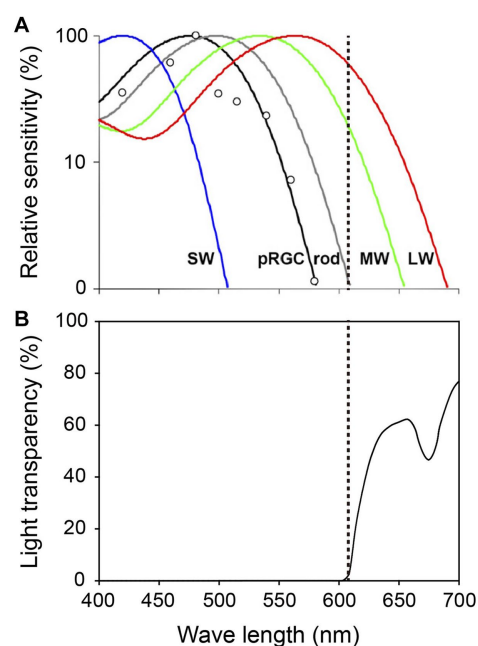 A
Relative sensitivity (%)
100
10
0
SW pRGC rod MW LW
B
Light transparency (%)
100
80
60
40
20
0
400 450 500 550 600 650 700
Wave length (nm)